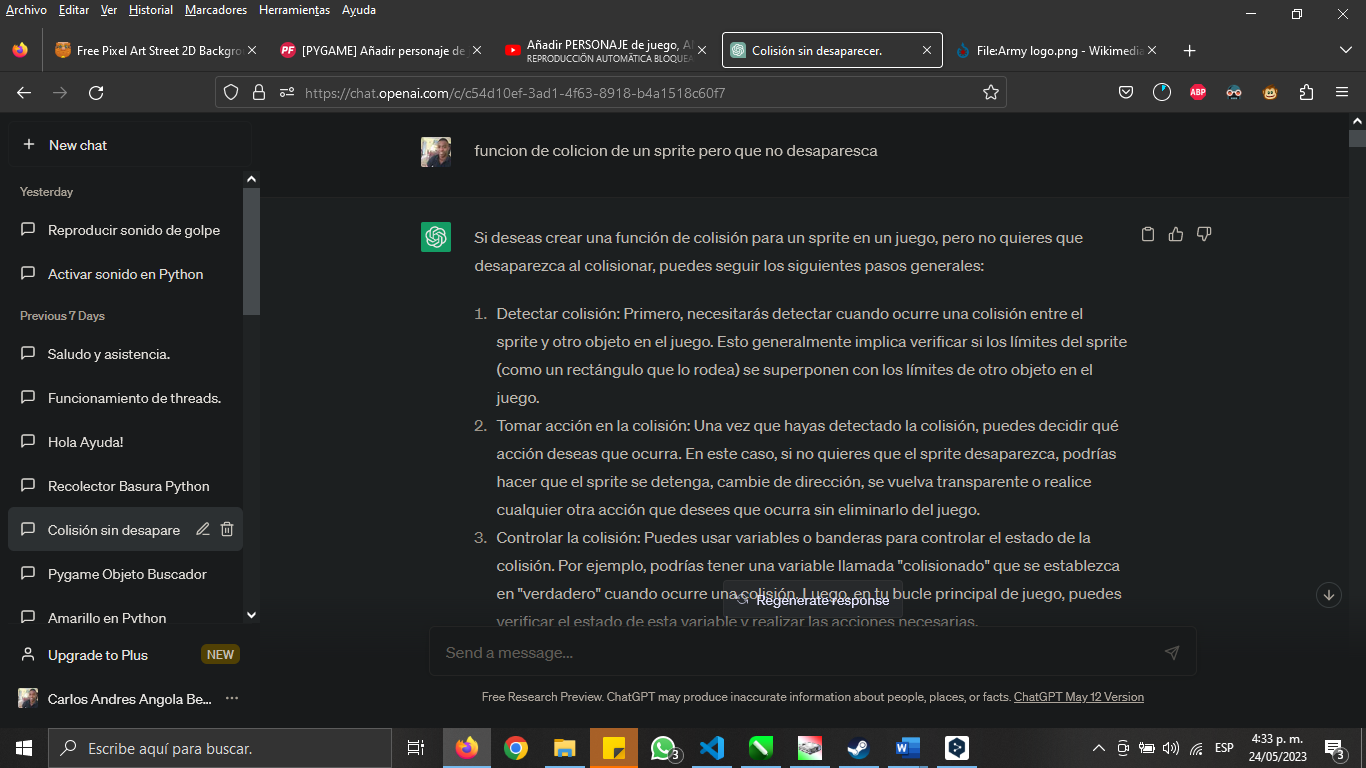 Archivo Editar Ver Historial Marcadores Herramientas Ayuda
Free Pixel Art Street 2D Backgro
[PYGAME] Añadir personaje de
Añadir PERSONAJE de juego, AN
REPRODUCCIÓN AUTOMÁTICA BLOQUEA
Colisión sin desaparecer.
File:Army logo.png - Wikimedia
https://chat.openai.com/c/c54d10ef-3ad1-4f63-8918-b4a1518c60f7
ABP
New chat
Yesterday
Reproducir sonido de golpe
Activar sonido en Python
Previous 7 Days
Saludo y asistencia.
Funcionamiento de threads.
Hola Ayuda!
Recolector Basura Python
Colisión sin desapare
Pygame Objeto Buscador
Amarillo en Python
Upgrade to Plus NEW
Carlos Andres Angola Be...
funcion de colicion de un sprite pero que no desaparesca
Si deseas crear una función de colisión para un sprite en un juego, pero no quieres que
desaparezca al colisionar, puedes seguir los siguientes pasos generales:
1. Detectar colisión: Primero, necesitarás detectar cuando ocurre una colisión entre el
sprite y otro objeto en el juego. Esto generalmente implica verificar si los límites del sprite
(como un rectángulo que lo rodea) se superponen con los límites de otro objeto en el
juego.
2. Tomar acción en la colisión: Una vez que hayas detectado la colisión, puedes decidir qué
acción deseas que ocurra. En este caso, si no quieres que el sprite desaparezca, podrías
hacer que el sprite se detenga, cambie de dirección, se vuelva transparente o realice
cualquier otra acción que desees que ocurra sin eliminarlo del juego.
3. Controlar la colisión: Puedes usar variables o banderas para controlar el estado de la
colisión. Por ejemplo, podrías tener una variable llamada "colisionado" que se establezca
en "verdadero" cuando ocurre una colisión. Luego, en tu bucle principal de juego, puedes
verificar el estado de esta variable y realizar las acciones necesarias.
Regenerate response
Send a message...
Free Research Preview. ChatGPT may produce inaccurate information about people, places, or facts. ChatGPT May 12 Version
Escribe aquí para buscar.
3
ESP
4:33 p. m.
24/05/2023
3